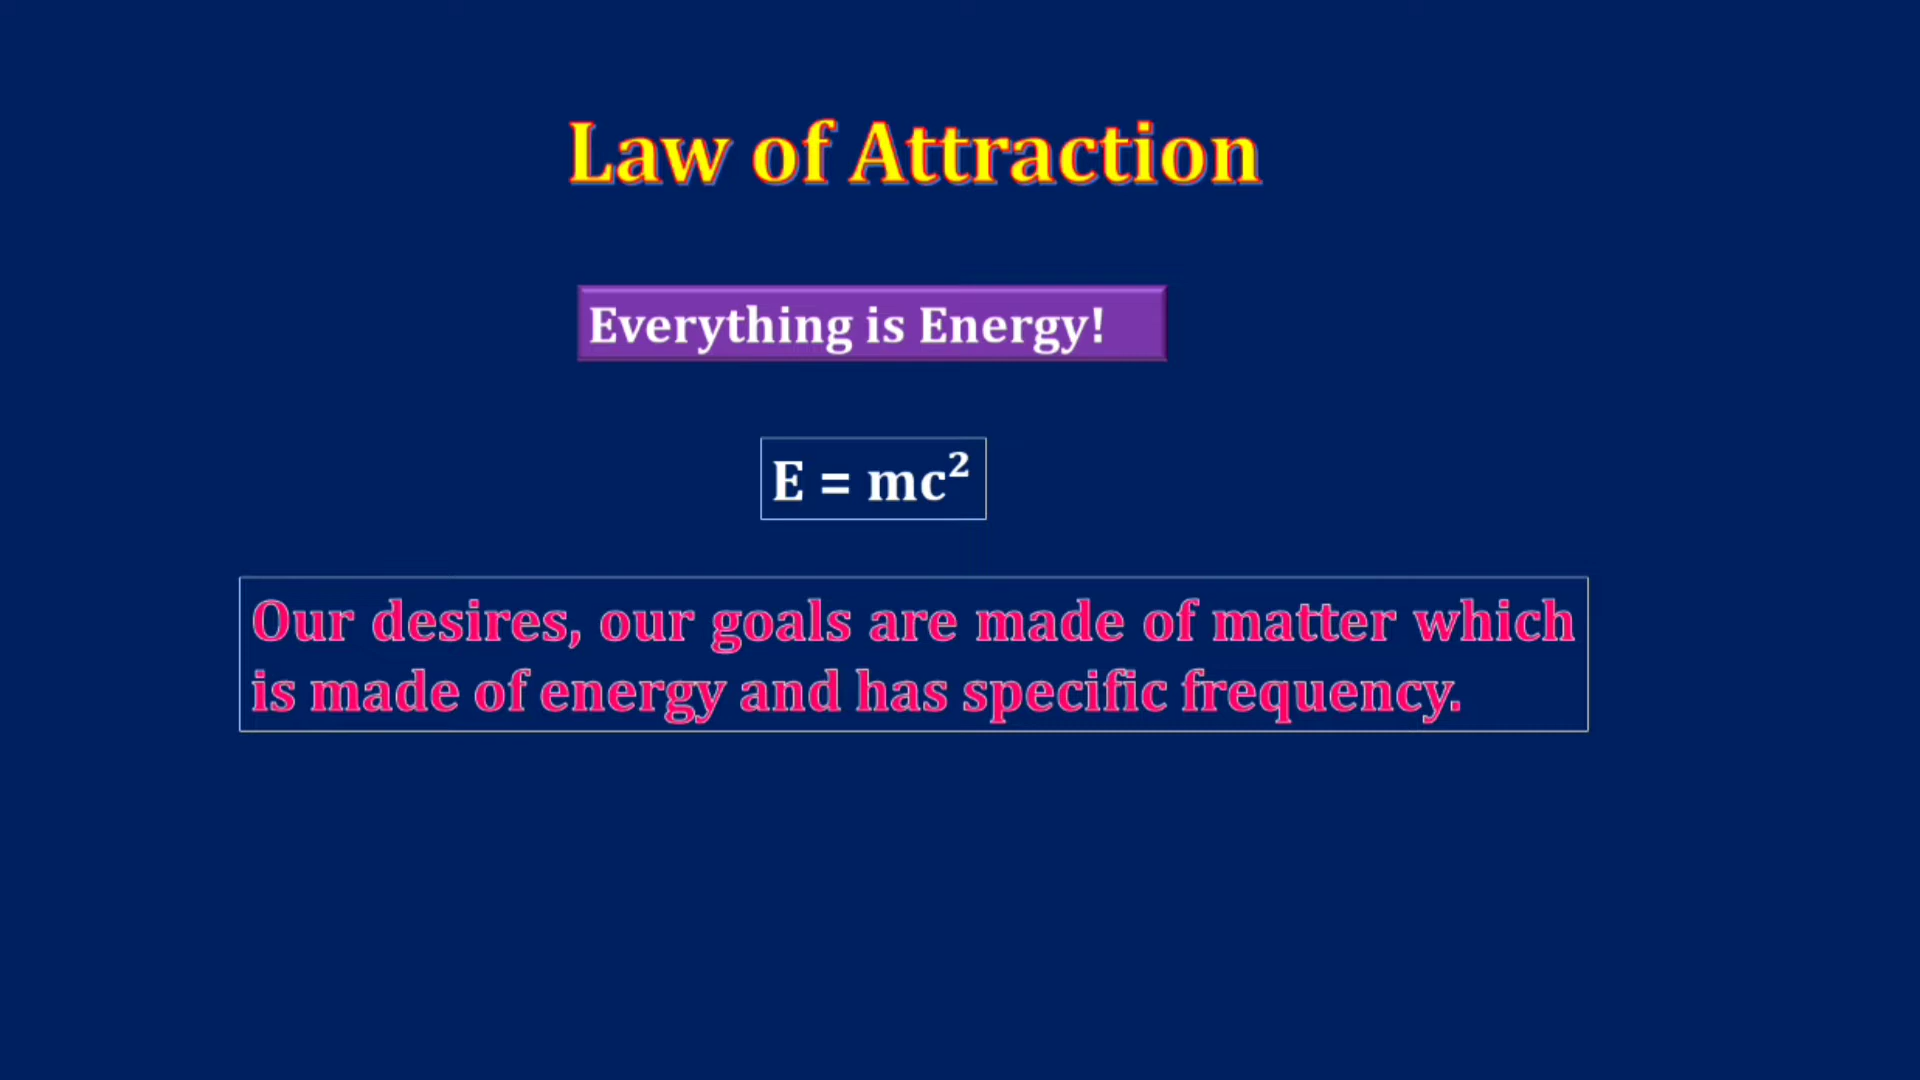 Law of Attraction
Everything is Energy!
E = mc²
Our desires, our goals are made of matter which
is made of energy and has specific frequency.